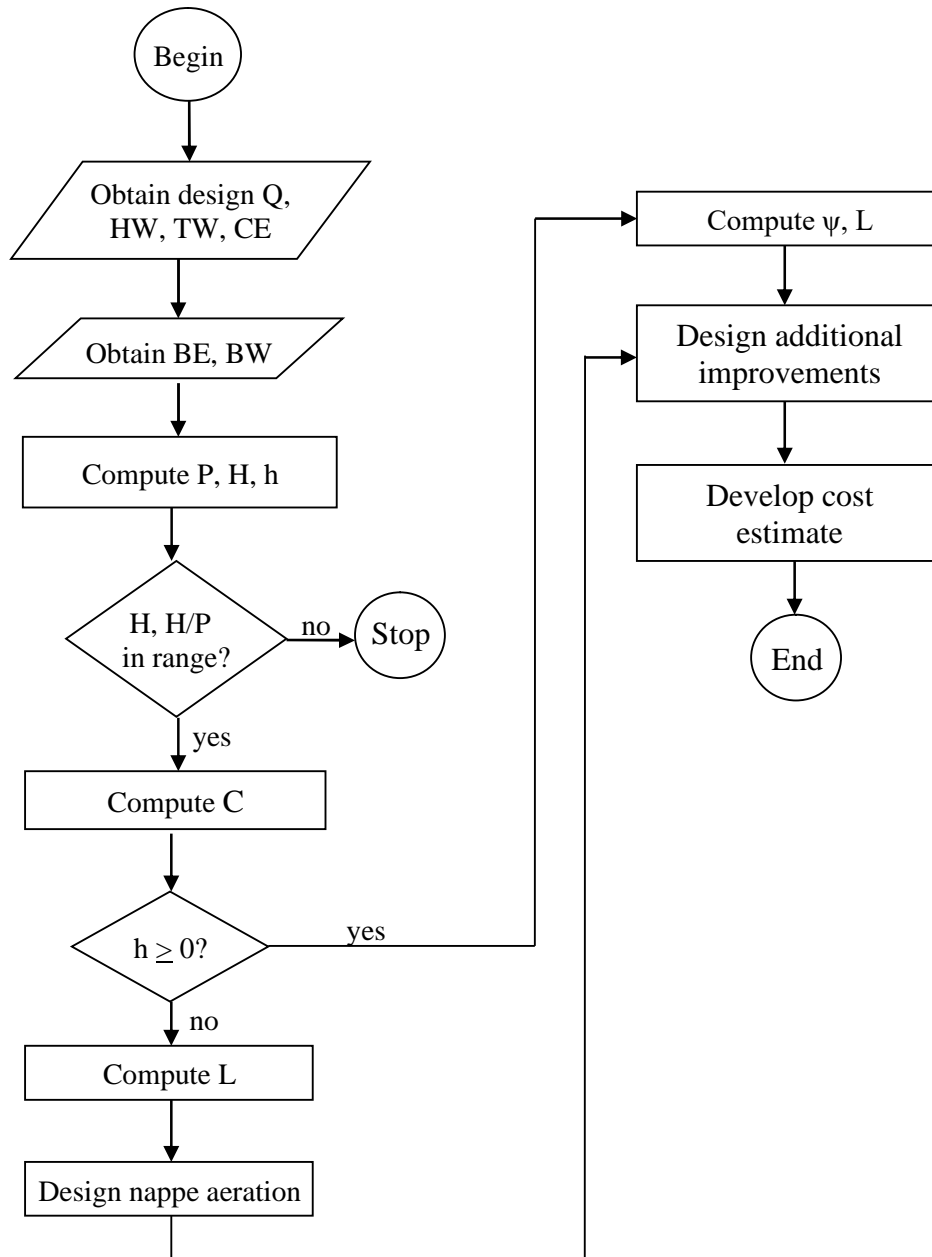 Begin
Obtain design Q,
HW, TW, CE
Obtain BE, BW
Compute P, H, h
H, H/P
in range?
no
Stop
yes
Compute C
h ≥ 0?
yes
no
Compute L
Design nappe aeration
Compute ψ, L
Design additional
improvements
Develop cost
estimate
End